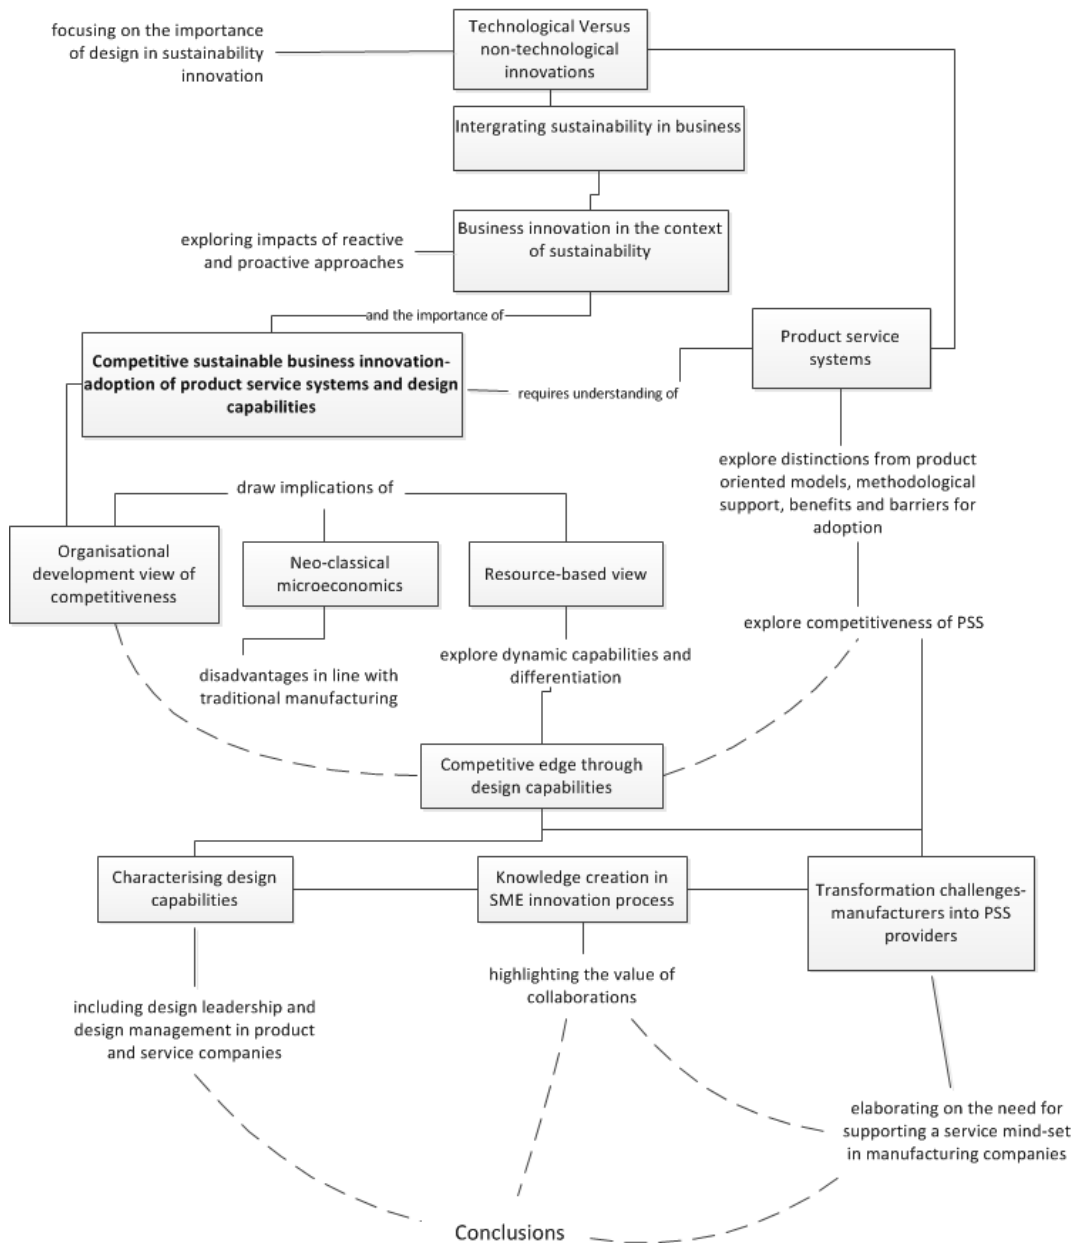 focusing on the importance
of design in sustainability
innovation
Technological Versus
non-technological
innovations
Intergrating sustainability in business
exploring impacts of reactive
and proactive approaches
Business innovation in the context
of sustainability
and the importance of
Product service
systems
Competitive sustainable business innovation-
adoption of product service systems and design
capabilities
requires understanding of
explore distinctions from product
oriented models, methodological
support, benefits and barriers for
adoption
draw implications of
Organisational
development view of
competitiveness
Neo-classical
microeconomics
Resource-based view
explore competitiveness of PSS
disadvantages in line with
traditional manufacturing
explore dynamic capabilities and
differentiation
Competitive edge through
design capabilities
Characterising design
capabilities
Knowledge creation in
SME innovation process
Transformation challenges-
manufacturers into PSS
providers
including design leadership and
design management in product
and service companies
highlighting the value of
collaborations
elaborating on the need for
supporting a service mind-set
in manufacturing companies
Conclusions